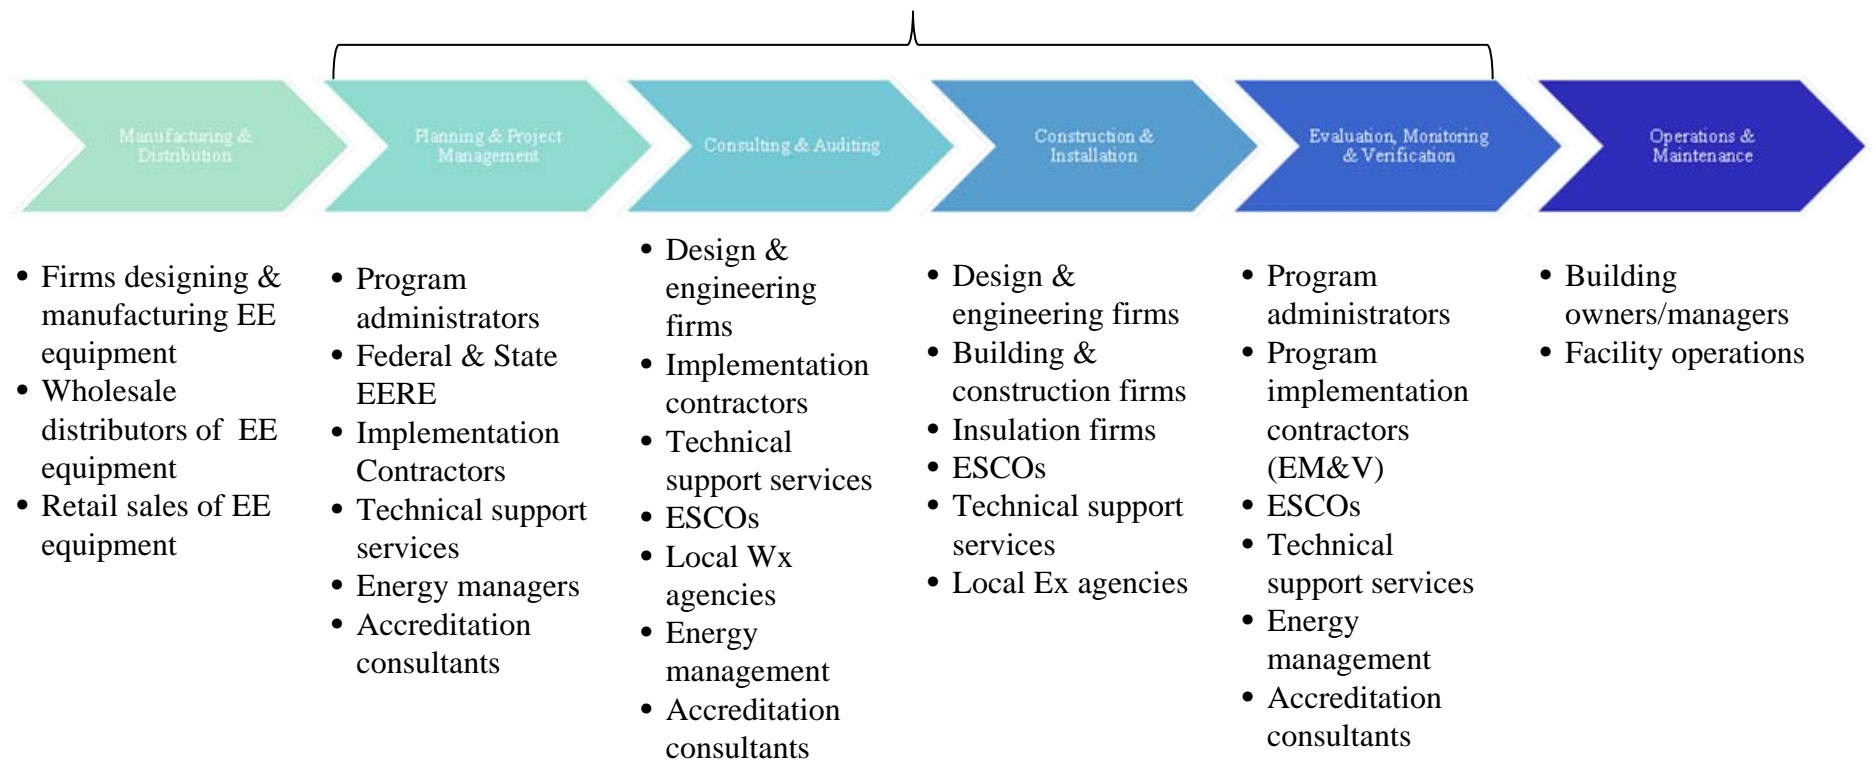 Manufacturing &
Distribution
Planning & Project
Management
Consulting & Auditing
Construction &
Installation
Evaluation, Monitoring
& Verification
Operations &
Maintenance
• Firms designing &
manufacturing EE
equipment
• Wholesale
distributors of EE
equipment
• Retail sales of EE
equipment
• Program
administrators
• Federal & State
EERE
• Implementation
Contractors
• Technical support
services
• Energy managers
• Accreditation
consultants
• Design &
engineering
firms
• Implementation
contractors
• Technical
support services
• ESCOs
• Local Wx
agencies
• Energy
management
• Accreditation
consultants
• Design &
engineering firms
• Building &
construction firms
• Insulation firms
• ESCOs
• Technical support
services
• Local Ex agencies
• Program
administrators
• Program
implementation
contractors
(EM&V)
• ESCOs
• Technical
support services
• Energy
management
• Accreditation
consultants
• Building
owners/managers
• Facility operations